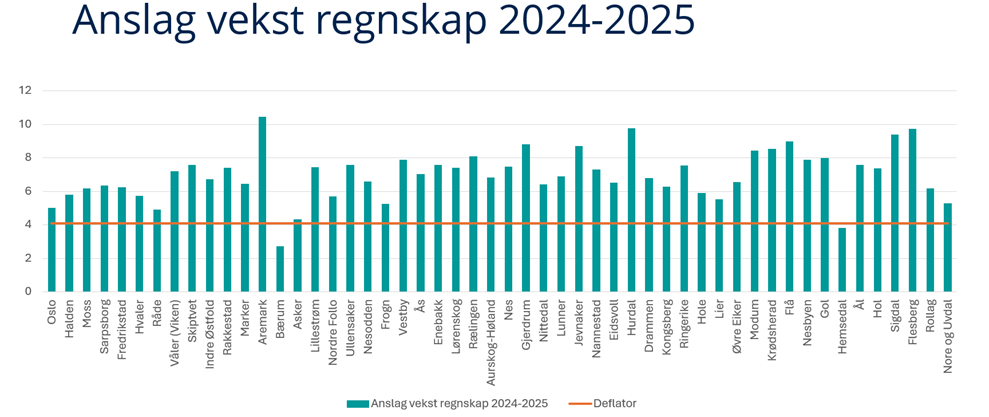 Anslag vekst regnskap 2024-2025
12
10
8
6
4
2
0
Oslo
Halden
Moss
Sarpsborg
Fredrikstad
Hvaler
Råde
Våler (Viken)
Skiptvet
Indre Østfold
Rakkestad
Marker
Aremark
Bærum
Asker
Lillestrøm
Nordre Follo
Ullensaker
Nesodden
Frogn
Vestby
Ås
Enebakk
Lørenskog
Rælingen
Aurskog-Høland
Nes
Gjerdrum
Nittedal
Lunner
Jevnaker
Nannestad
Eidsvoll
Hurdal
Drammen
Kongsberg
Ringerike
Hole
Lier
Øvre Eiker
Modum
Krødsherad
Flå
Nesbyen
Gol
Hemsedal
Ål
Hol
Sigdal
Flesberg
Rollag
Nore og Uvdal
Anslag vekst regnskap 2024-2025
Deflator